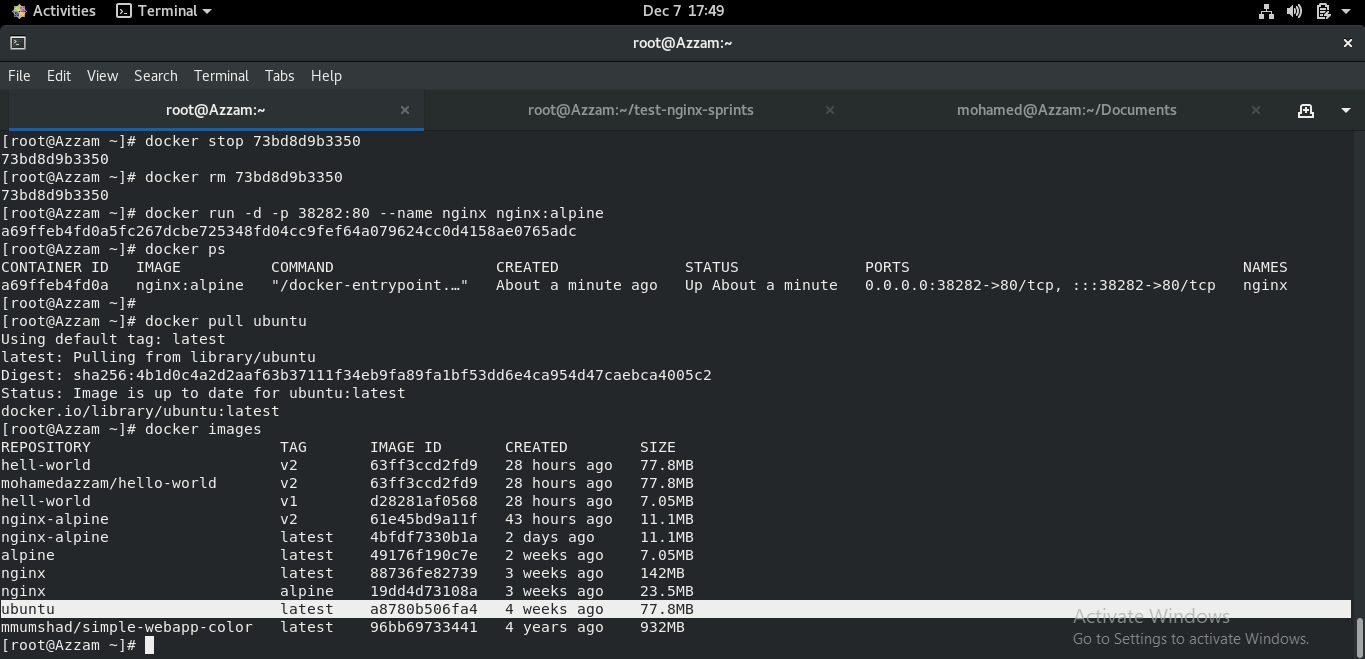 Activities Terminal Dec 7 17:49
root@Azzam:~
File Edit View Search Terminal Tabs Help
root@Azzam:~ root@Azzam:~/test-nginx-sprints mohamed@Azzam:~/Documents
[root@Azzam ~]# docker stop 73bd8d9b3350
73bd8d9b3350
[root@Azzam ~]# docker rm 73bd8d9b3350
73bd8d9b3350
[root@Azzam ~]# docker run -d -p 38282:80 --name nginx nginx:alpine
a69ffeb4fd0a5fc267dcbe725348fd04cc9fef64a079624cc0d4158ae0765adc
[root@Azzam ~]# docker ps
CONTAINER ID IMAGE COMMAND CREATED STATUS PORTS NAMES
a69ffeb4fd0a nginx:alpine "/docker-entrypoint.…" About a minute ago Up About a minute 0.0.0.0:38282->80/tcp, :::38282->80/tcp nginx
[root@Azzam ~]#
[root@Azzam ~]# docker pull ubuntu
Using default tag: latest
latest: Pulling from library/ubuntu
Digest: sha256:4b1d0c4a2d2aaf63b37111f34eb9fa89fa1bf53dd6e4ca954d47caebca4005c2
Status: Image is up to date for ubuntu:latest
docker.io/library/ubuntu:latest
[root@Azzam ~]# docker images
REPOSITORY TAG IMAGE ID CREATED SIZE
hell-world v2 63ff3ccd2fd9 28 hours ago 77.8MB
mohamedazzam/hello-world v2 63ff3ccd2fd9 28 hours ago 77.8MB
hell-world v1 d28281af0568 28 hours ago 7.05MB
nginx-alpine v2 61e45bd9a11f 43 hours ago 11.1MB
nginx-alpine latest 4bfdf7330b1a 2 days ago 11.1MB
alpine latest 49176f190c7e 2 weeks ago 7.05MB
nginx latest 88736fe82739 3 weeks ago 142MB
nginx alpine 19dd4d73108a 3 weeks ago 23.5MB
ubuntu latest a8780b506fa4 4 weeks ago 77.8MB
mmumshad/simple-webapp-color latest 96bb69733441 4 years ago 932MB
[root@Azzam ~]#
Activate Windows
Go to Settings to activate Windows.